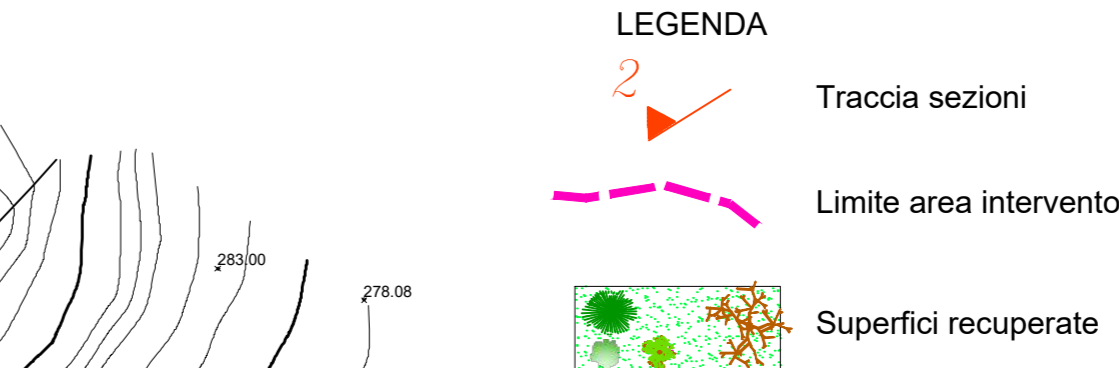 LEGENDA
2
Traccia sezioni
Limite area intervento
283.00
278.08
Superfici recuperate